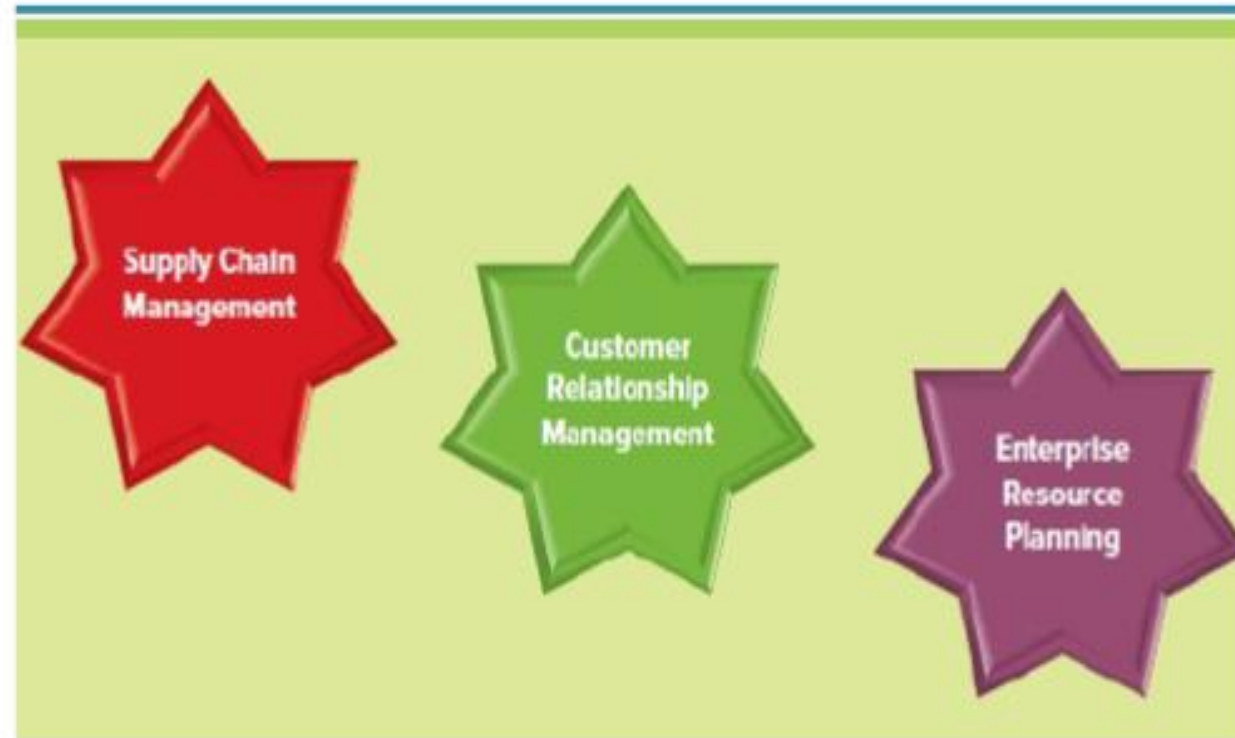 Supply Chain
Management
Customer
Relationship
Management
Enterprise
Resource
Planning